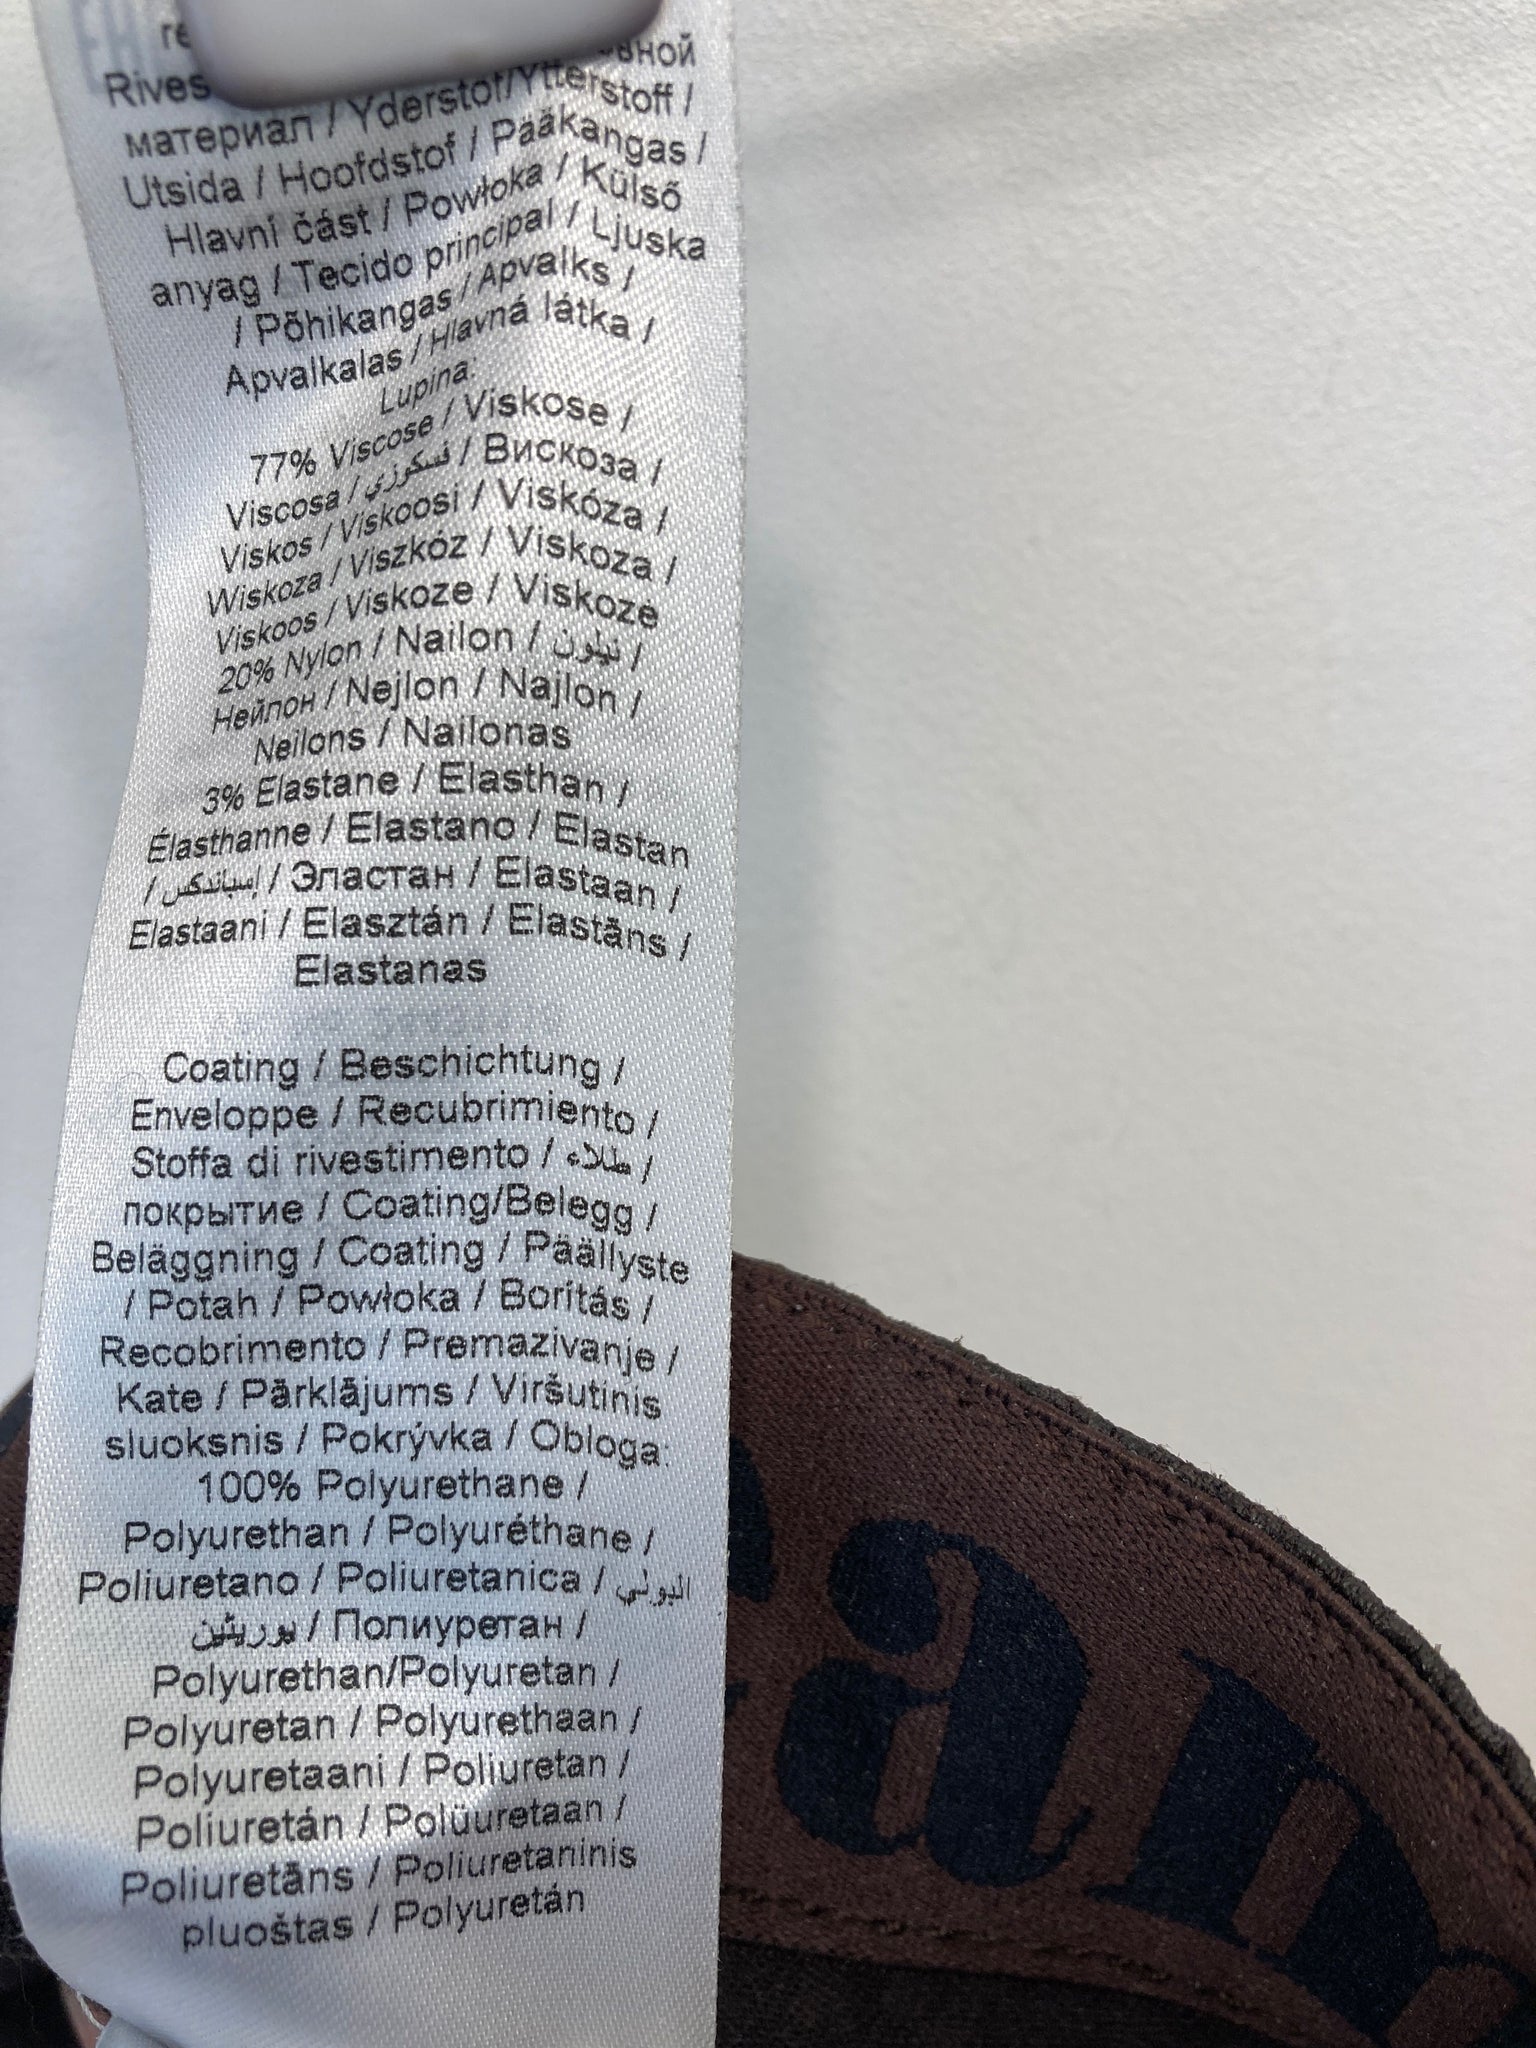 Rives
материал / Yderstof/Ytterstoff /
Utsida / Hoofdstof / Pääkangas /
Hlavní část / Powłoka / Külső
anyag / Tecido principal / Ljuska
/ Põhikangas / Apvalks /
Apvalkalas / Hlavná látka /
Lupina:
77% Viscose / Viskose /
Viscosa / فسكوزي / Вискоза /
Viskos / Viskoosi / Viskóza /
Wiskoza / Viszkóz / Viskoza /
Viskoos / Viskoze / Viskoze
20% Nylon / Nailon / نيلون /
Нейлон / Nejlon / Najlon /
Neilons / Nailonas
3% Elastane / Elasthan /
Élasthanne / Elastano / Elastan
/ إسباندكس / Эластан / Elastaan /
Elastaani / Elasztán / Elastāns /
Elastanas
Coating / Beschichtung /
Enveloppe / Recubrimiento /
Stoffa di rivestimento / طلاء /
покрытие / Coating/Belegg /
Beläggning / Coating / Päällyste
/ Potah / Powłoka / Borítás /
Recobrimento / Premazivanje /
Kate / Pārklājums / Viršutinis
sluoksnis / Pokrývka / Obloga:
100% Polyurethane /
Polyurethan / Polyuréthane /
Poliuretano / Poliuretanica / البولي
يوريثين / Полиуретан /
Polyurethan/Polyuretan /
Polyuretan / Polyurethaan /
Polyuretaani / Poliuretan /
Poliuretán / Polüuretaan /
Poliuretāns / Poliuretaninis
pluoštas / Polyuretán